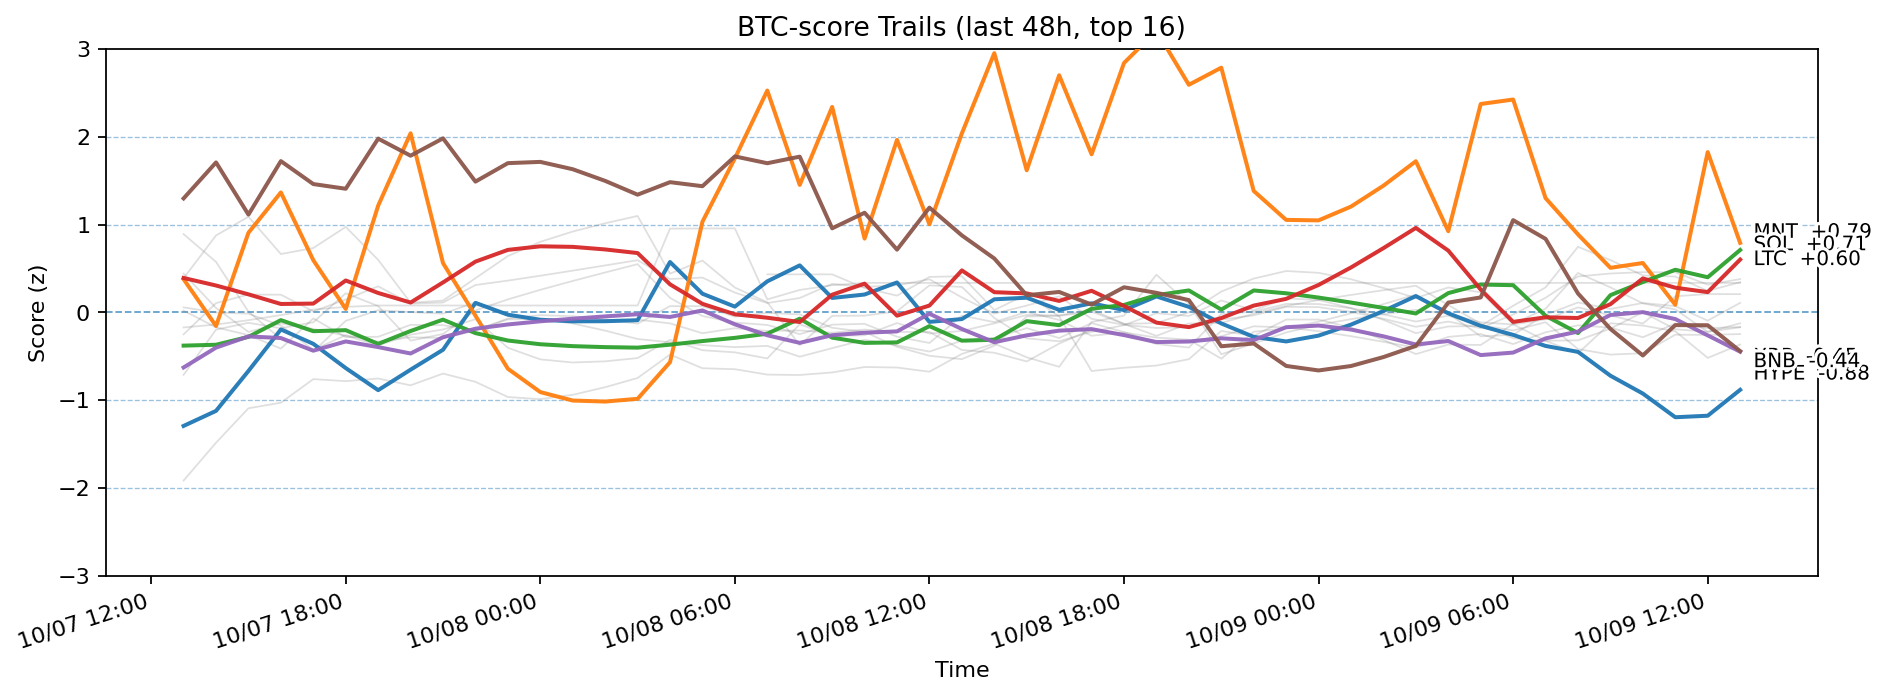 BTC-score Trails (last 48h, top 16)
3
2
1
0
−1
−2
−3
Score (z)
MNT +0.79
SOL +0.71
LTC +0.60
BNB -0.44
HYPE -0.88
10/07 12:00
10/07 18:00
10/08 00:00
10/08 06:00
10/08 12:00
10/08 18:00
10/09 00:00
10/09 06:00
10/09 12:00
Time